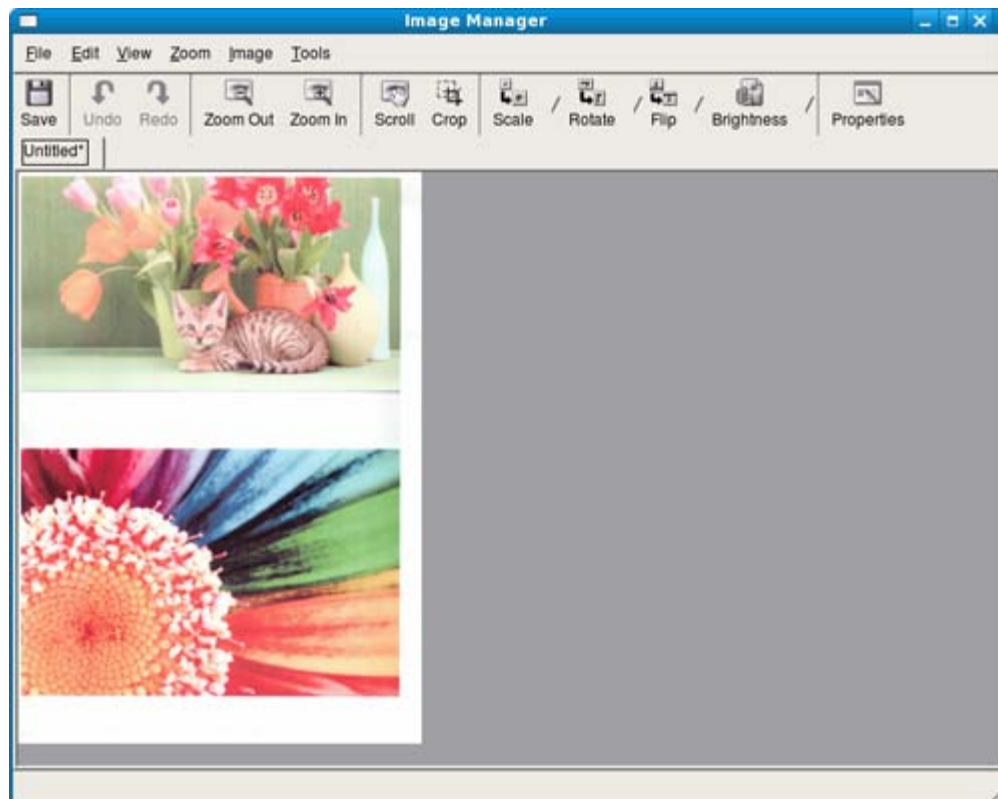 Image Manager
File Edit View Zoom Image Tools
Save Undo Redo Zoom Out Zoom In Scroll Crop Scale Rotate Flip Brightness Properties
Untitled*